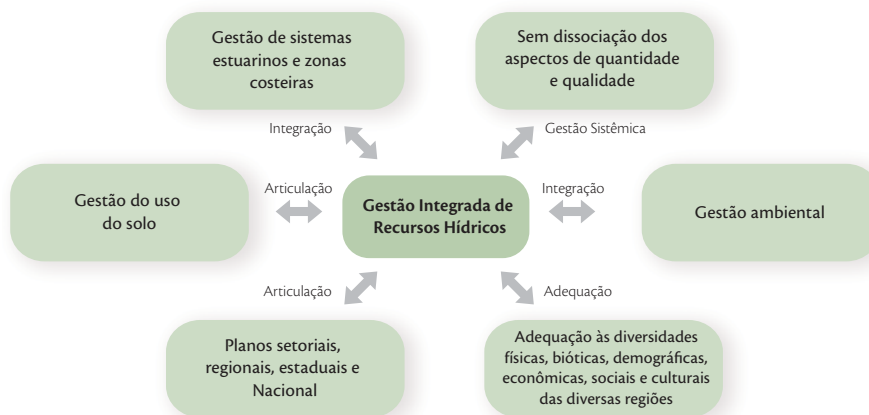 Gestão de sistemas
estuarinos e zonas
costeiras
Sem dissociação dos
aspectos de quantidade
e qualidade
Integração
Gestão Sistêmica
Gestão do uso
do solo
Articulação
Gestão Integrada de
Recursos Hídricos
Integração
Gestão ambiental
Articulação
Adequação
Planos setoriais,
regionais, estaduais e
Nacional
Adequação às diversidades
físicas, bióticas, demográficas,
econômicas, sociais e culturais
das diversas regiões